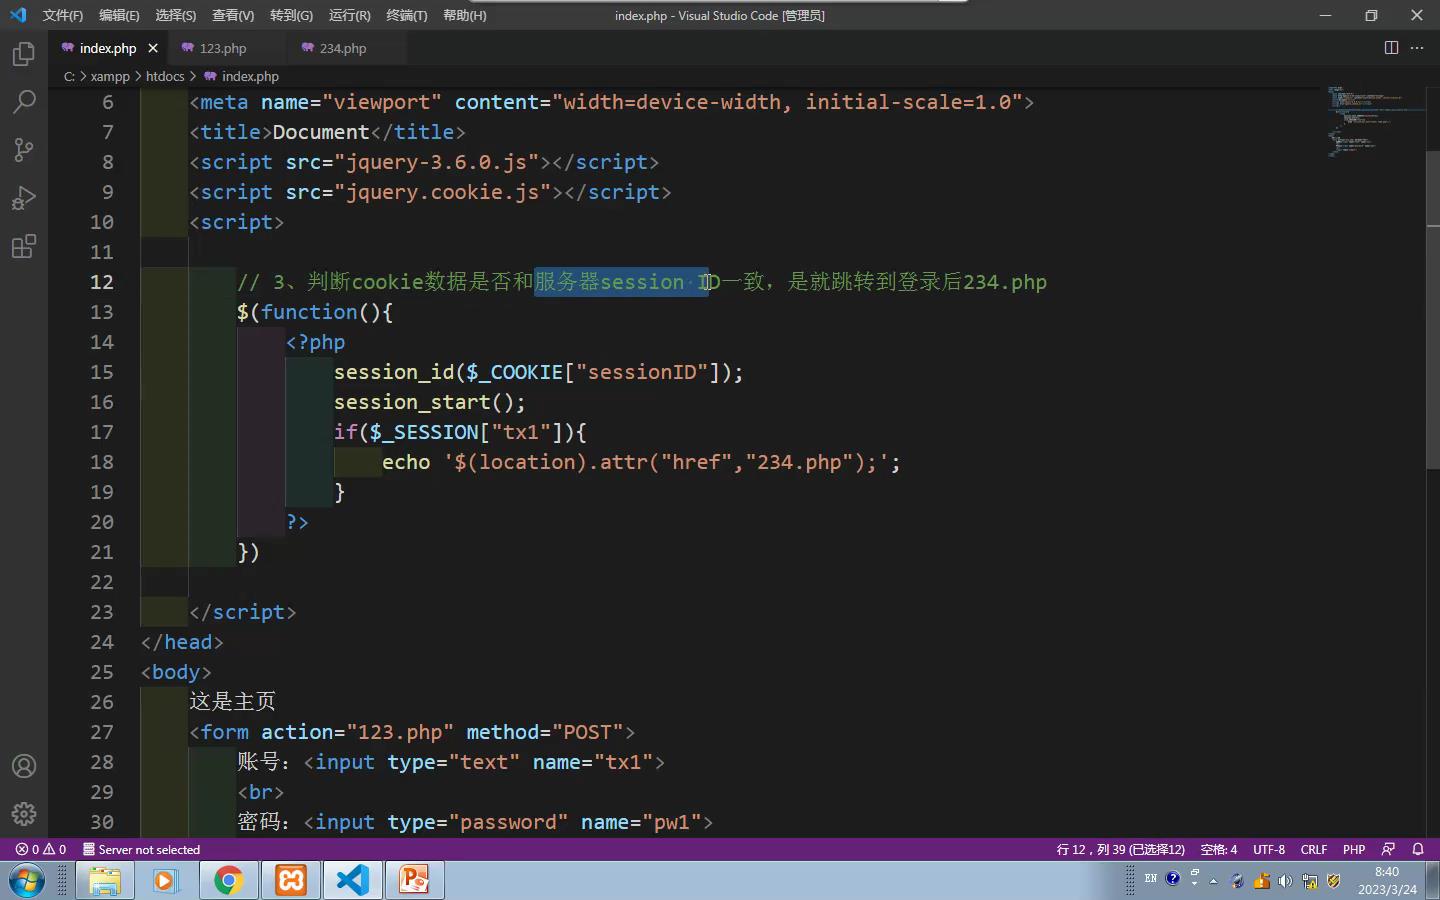 文件(F) 编辑(E) 选择(S) 查看(V) 转到(G) 运行(R) 终端(T) 帮助(H) index.php - Visual Studio Code [管理员]
index.php 123.php 234.php
C: > xampp > htdocs > index.php
6 <meta name="viewport" content="width=device-width, initial-scale=1.0">
7 <title>Document</title>
8 <script src="jquery-3.6.0.js"></script>
9 <script src="jquery.cookie.js"></script>
10 <script>
11
12 // 3、判断cookie数据是否和服务器session ID一致，是就跳转到登录后234.php
13 $(function(){
14 <?php
15 session_id($_COOKIE["sessionID"]);
16 session_start();
17 if($_SESSION["tx1"]){
18 echo '$(location).attr("href","234.php");';
19 }
20 ?>
21 })
22
23 </script>
24 </head>
25 <body>
26 这是主页
27 <form action="123.php" method="POST">
28 账号：<input type="text" name="tx1">
29 <br>
30 密码：<input type="password" name="pw1">
0 0 Server not selected 行 12，列 39 (已选择12) 空格: 4 UTF-8 CRLF PHP
EN 8:40
2023/3/24